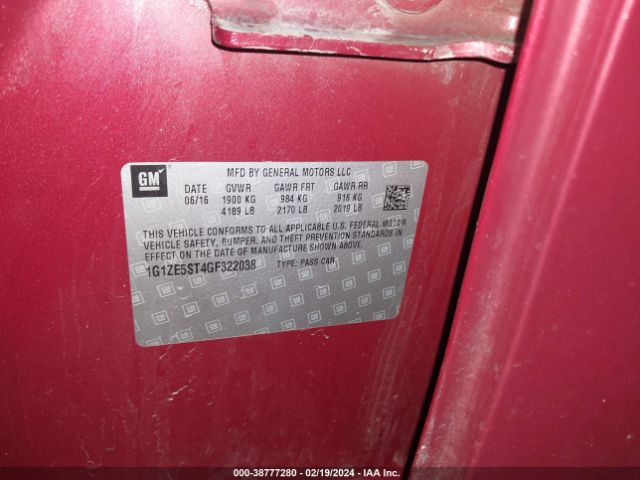 GM
MFD BY GENERAL MOTORS LLC
DATE GVWR GAWR FRT GAWR RR
06/16 1900 KG 984 KG 916 KG
4189 LB 2170 LB 2019 LB
THIS VEHICLE CONFORMS TO ALL APPLICABLE U.S. FEDERAL MOTOR
VEHICLE SAFETY, BUMPER, AND THEFT PREVENTION STANDARDS IN
EFFECT ON THE DATE OF MANUFACTURE SHOWN ABOVE.
1G1ZE5ST4GF322038 TYPE: PASS CAR
000-38777280 - 02/19/2024 - IAA Inc.